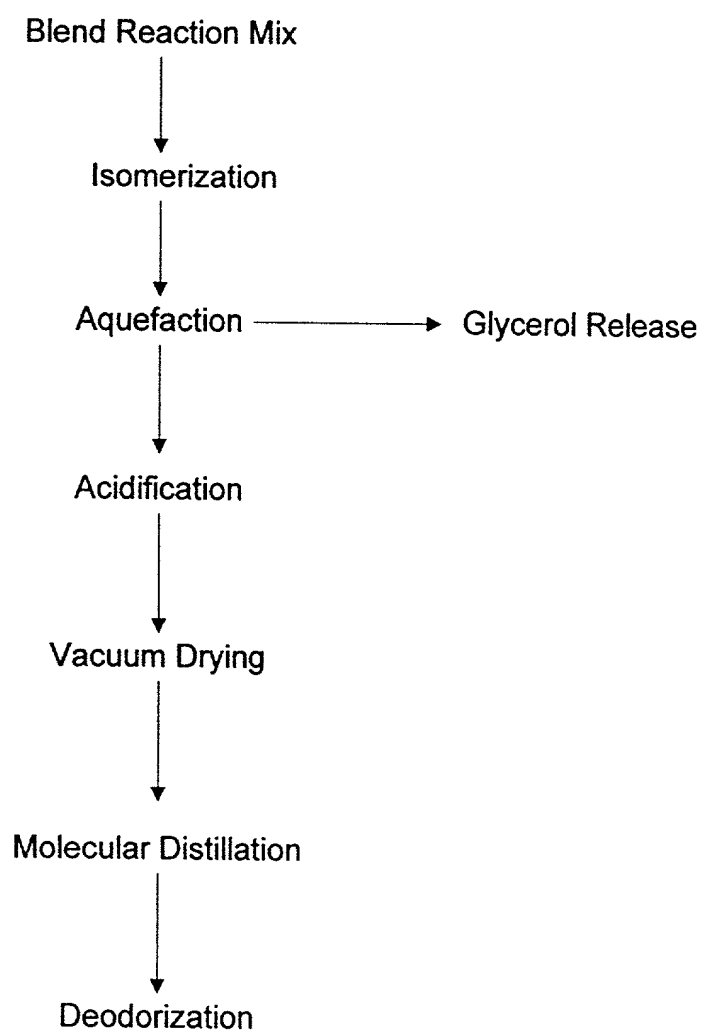 Blend Reaction Mix
Isomerization
Aquefaction
Glycerol Release
Acidification
Vacuum Drying
Molecular Distillation
Deodorization